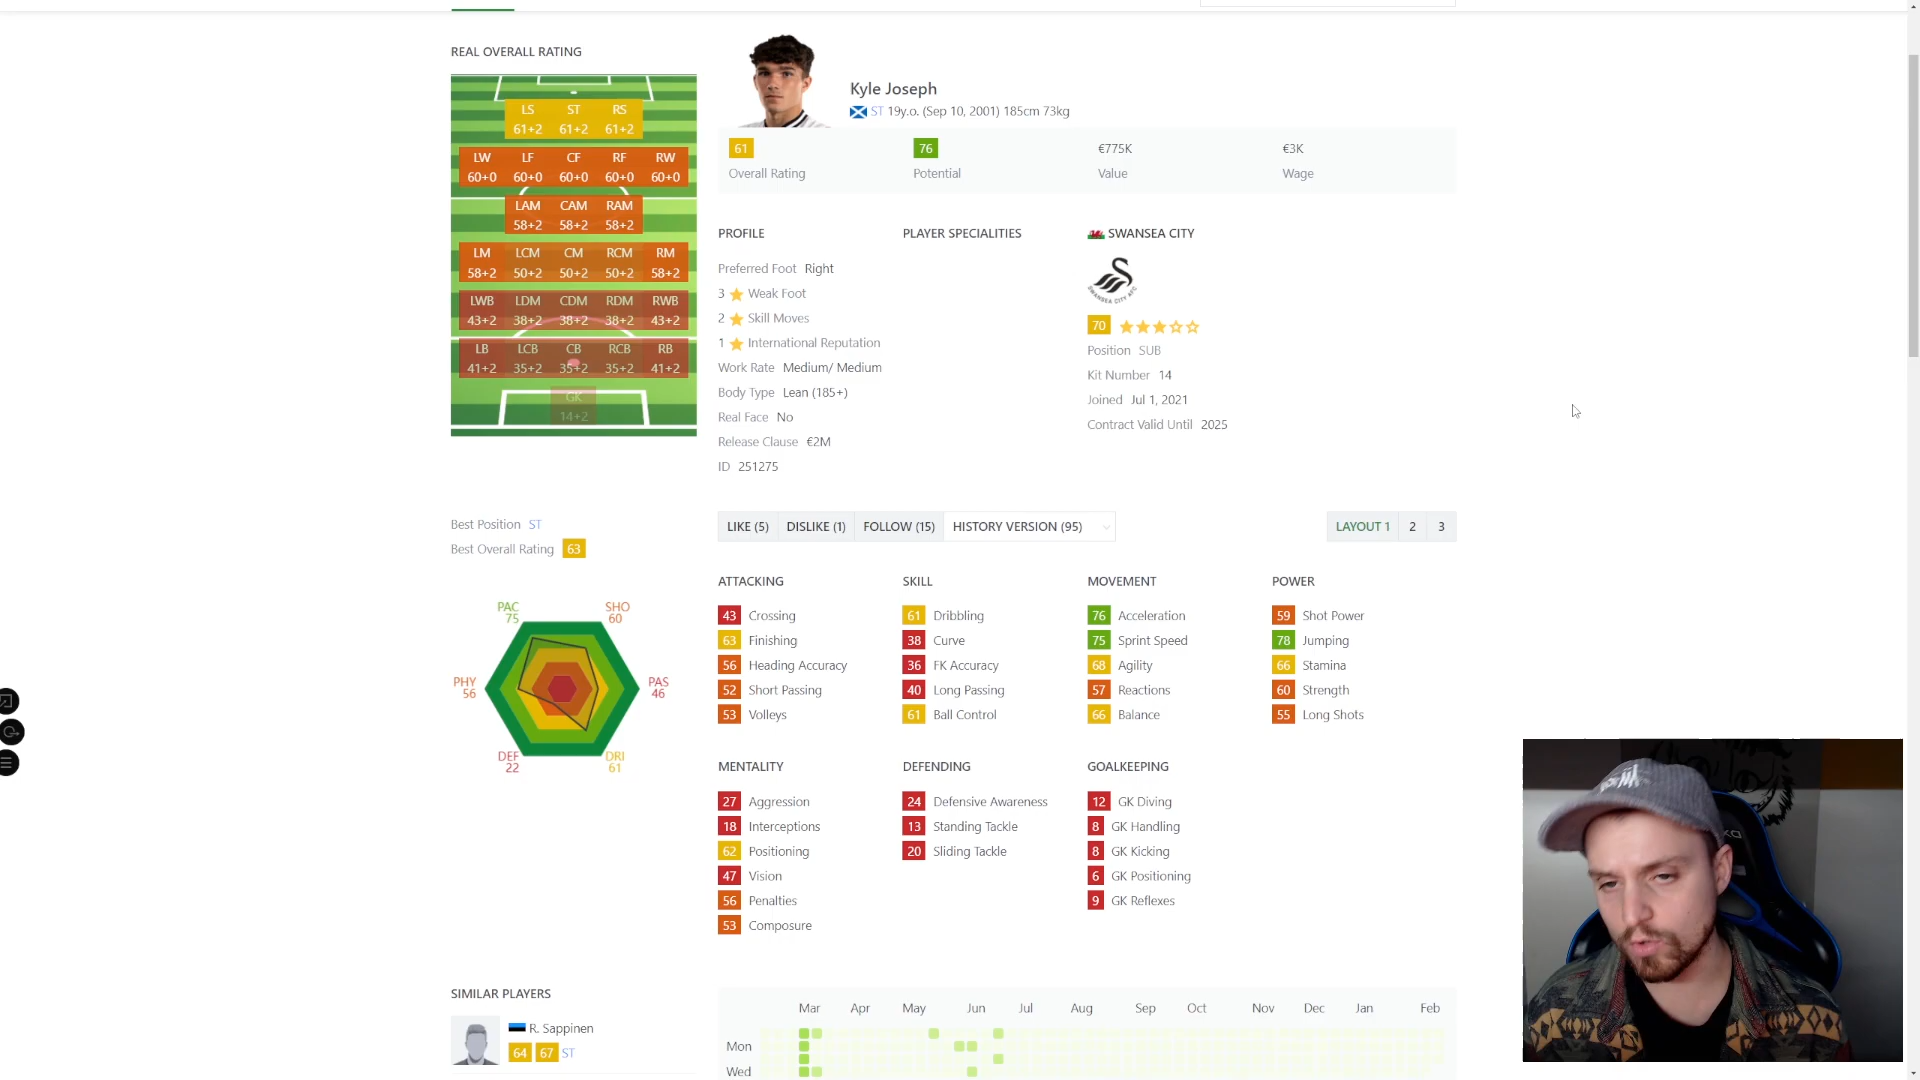 REAL OVERALL RATING
LS ST RS
61+2 61+2 61+2
LW LF CF RF RW
60+0 60+0 60+0 60+0 60+0
LAM CAM RAM
58+2 58+2 58+2
LM LCM CM RCM RM
58+2 50+2 50+2 50+2 58+2
LWB LDM CDM RDM RWB
43+2 38+2 38+2 38+2 43+2
LB LCB CB RCB RB
41+2 35+2 35+2 35+2 41+2
GK
14+2
Best Position ST
Best Overall Rating 63
PAC
75
SHO
60
PHY
56
PAS
46
DEF
22
DRI
61
SIMILAR PLAYERS
R. Sappinen
64 67 ST
Kyle Joseph
ST 19y.o. (Sep 10, 2001) 185cm 73kg
61 76 €775K €3K
Overall Rating Potential Value Wage
PROFILE
Preferred Foot Right
3 Weak Foot
2 Skill Moves
1 International Reputation
Work Rate Medium/ Medium
Body Type Lean (185+)
Real Face No
Release Clause €2M
ID 251275
PLAYER SPECIALITIES
SWANSEA CITY
SWANSEA CITY AFC
70
Position SUB
Kit Number 14
Joined Jul 1, 2021
Contract Valid Until 2025
LIKE (5) DISLIKE (1) FOLLOW (15) HISTORY VERSION (95) LAYOUT 1 2 3
ATTACKING
43 Crossing
63 Finishing
56 Heading Accuracy
52 Short Passing
53 Volleys
SKILL
61 Dribbling
38 Curve
36 FK Accuracy
40 Long Passing
61 Ball Control
MOVEMENT
76 Acceleration
75 Sprint Speed
68 Agility
57 Reactions
66 Balance
POWER
59 Shot Power
78 Jumping
66 Stamina
60 Strength
55 Long Shots
MENTALITY
27 Aggression
18 Interceptions
62 Positioning
47 Vision
56 Penalties
53 Composure
DEFENDING
24 Defensive Awareness
13 Standing Tackle
20 Sliding Tackle
GOALKEEPING
12 GK Diving
8 GK Handling
8 GK Kicking
6 GK Positioning
9 GK Reflexes
Mar Apr May Jun Jul Aug Sep Oct Nov Dec Jan Feb
Mon
Wed